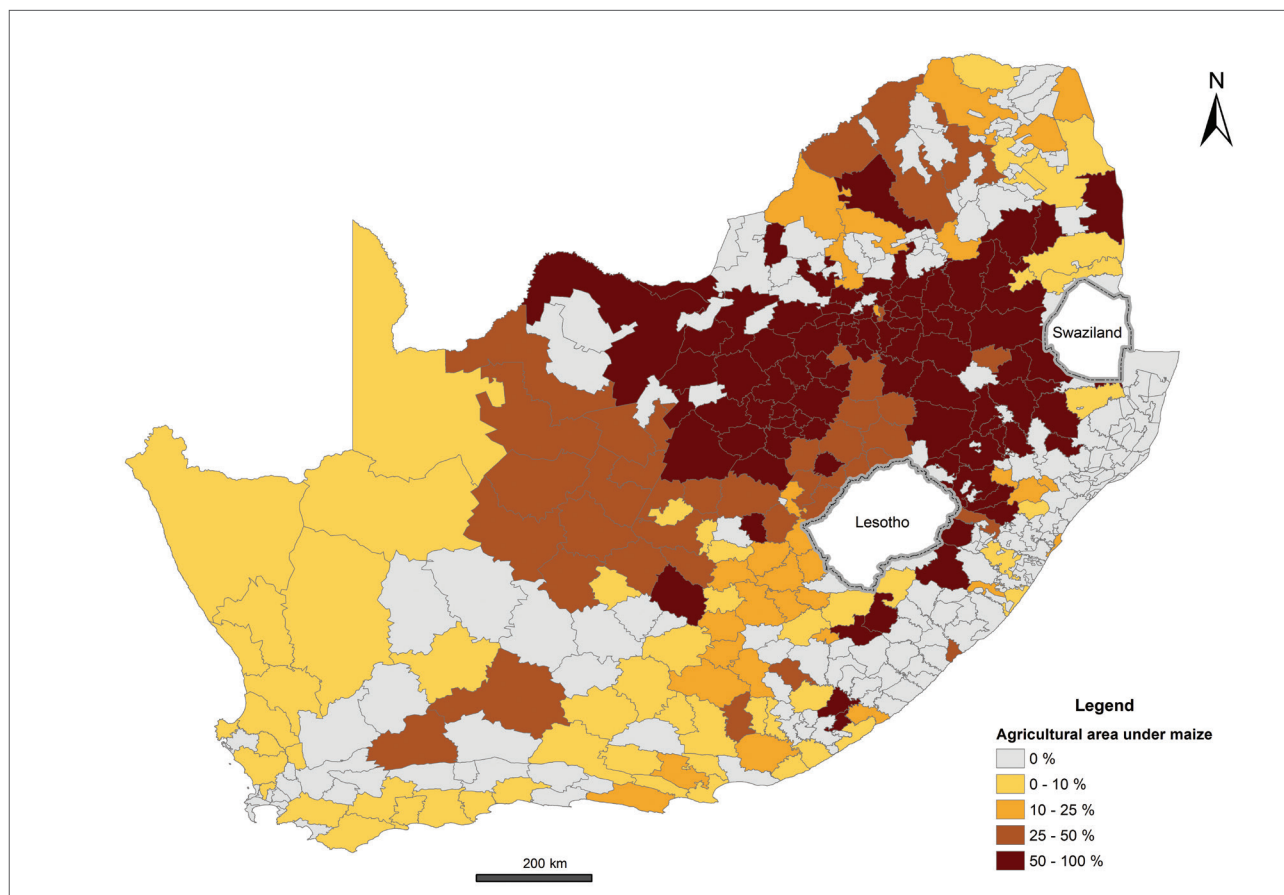 N
Swaziland
Lesotho
Legend
Agricultural area under maize
0 %
0 - 10 %
10 - 25 %
25 - 50 %
50 - 100 %
200 km